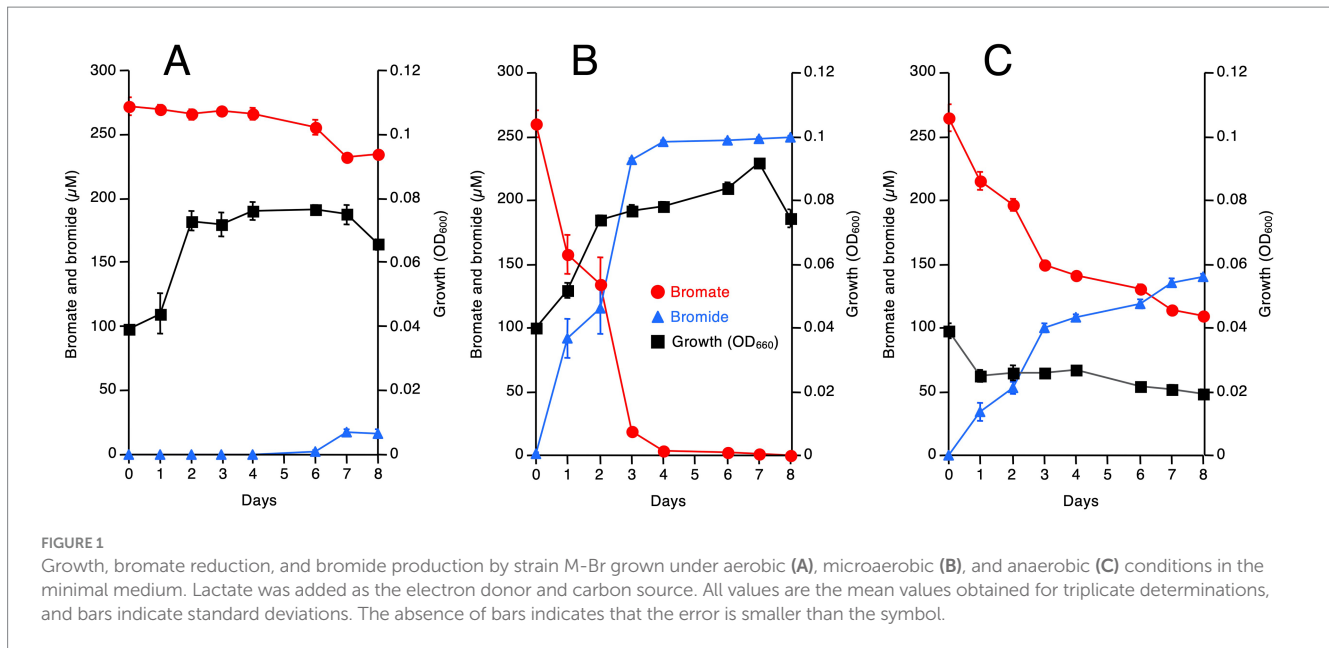 A
B
C
300
250
200
150
100
50
0
Bromate and bromide (µM)
0.12
0.1
0.08
0.06
0.04
0.02
0
Growth (OD600)
0 1 2 3 4 5 6 7 8
Days
300
250
200
150
100
50
0
Bromate and bromide (µM)
Bromate
Bromide
Growth (OD660)
0.12
0.1
0.08
0.06
0.04
0.02
0
Growth (OD600)
0 1 2 3 4 5 6 7 8
Days
300
250
200
150
100
50
0
Bromate and bromide (µM)
0.12
0.1
0.08
0.06
0.04
0.02
0
Growth (OD600)
0 1 2 3 4 5 6 7 8
Days
FIGURE 1
Growth, bromate reduction, and bromide production by strain M-Br grown under aerobic (A), microaerobic (B), and anaerobic (C) conditions in the
minimal medium. Lactate was added as the electron donor and carbon source. All values are the mean values obtained for triplicate determinations,
and bars indicate standard deviations. The absence of bars indicates that the error is smaller than the symbol.